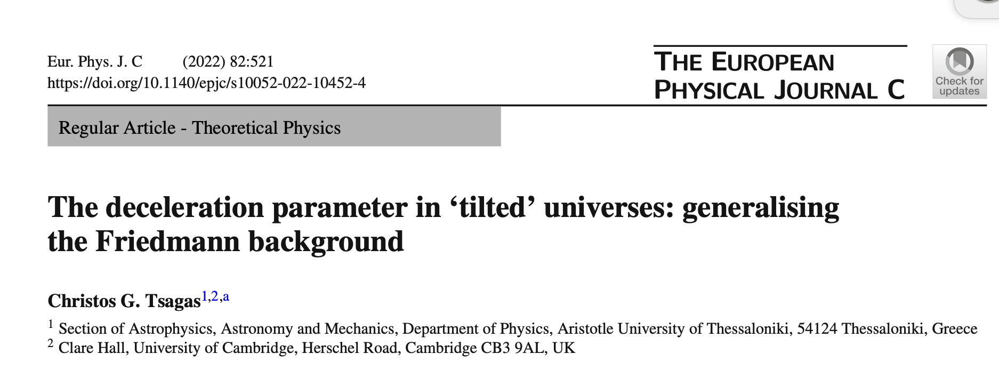 Eur. Phys. J. C (2022) 82:521
https://doi.org/10.1140/epjc/s10052-022-10452-4
THE EUROPEAN
PHYSICAL JOURNAL C
Check for
updates
Regular Article - Theoretical Physics
The deceleration parameter in ‘tilted’ universes: generalising
the Friedmann background
Christos G. Tsagas1,2,a
1 Section of Astrophysics, Astronomy and Mechanics, Department of Physics, Aristotle University of Thessaloniki, 54124 Thessaloniki, Greece
2 Clare Hall, University of Cambridge, Herschel Road, Cambridge CB3 9AL, UK